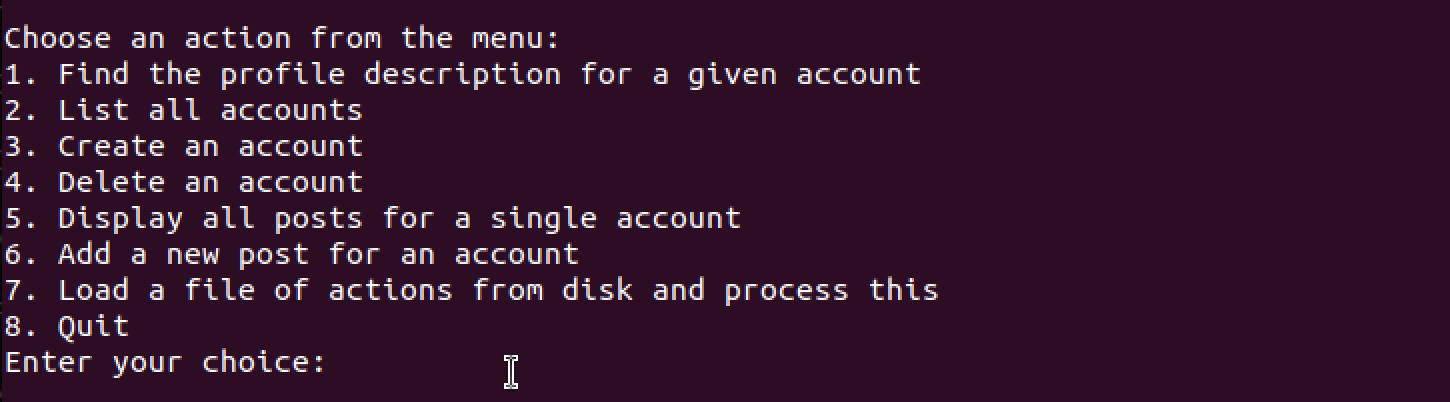 Choose an action from the menu:
1. Find the profile description for a given account
2. List all accounts
3. Create an account
4. Delete an account
5. Display all posts for a single account
6. Add a new post for an account
7. Load a file of actions from disk and process this
8. Quit
Enter your choice: